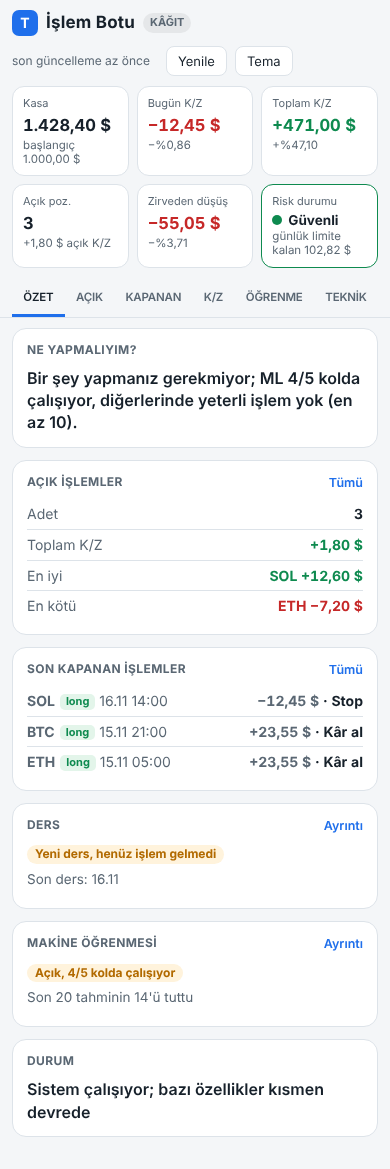 T İşlem Botu KÂĞIT
son güncelleme az önce Yenile Tema
Kasa
1.428,40 $
başlangıç
1.000,00 $
Bugün K/Z
−12,45 $
−%0,86
Toplam K/Z
+471,00 $
+%47,10
Açık poz.
3
+1,80 $ açık K/Z
Zirveden düşüş
−55,05 $
−%3,71
Risk durumu
Güvenli
günlük limite
kalan 102,82 $
ÖZET AÇIK KAPANAN K/Z ÖĞRENME TEKNİK
NE YAPMALIYIM?
Bir şey yapmanız gerekmiyor; ML 4/5 kolda
çalışıyor, diğerlerinde yeterli işlem yok (en
az 10).
AÇIK İŞLEMLER Tümü
Adet 3
Toplam K/Z +1,80 $
En iyi SOL +12,60 $
En kötü ETH −7,20 $
SON KAPANAN İŞLEMLER Tümü
SOL long 16.11 14:00 −12,45 $ · Stop
BTC long 15.11 21:00 +23,55 $ · Kâr al
ETH long 15.11 05:00 +23,55 $ · Kâr al
DERS Ayrıntı
Yeni ders, henüz işlem gelmedi
Son ders: 16.11
MAKİNE ÖĞRENMESİ Ayrıntı
Açık, 4/5 kolda çalışıyor
Son 20 tahminin 14'ü tuttu
DURUM
Sistem çalışıyor; bazı özellikler kısmen
devrede